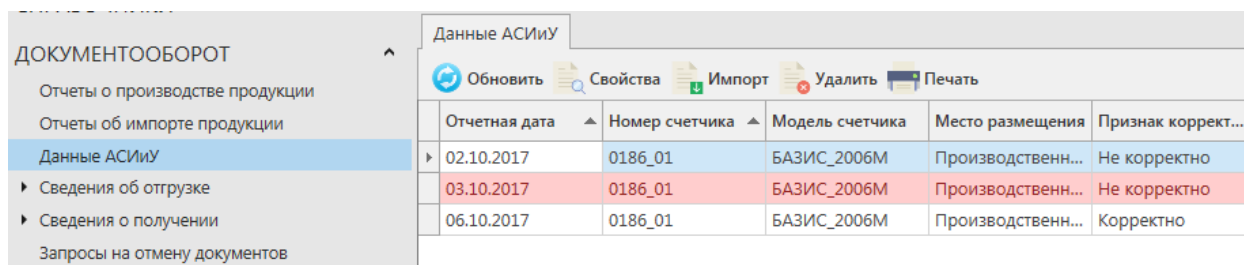 ДОКУМЕНТООБОРОТ
Отчеты о производстве продукции
Отчеты об импорте продукции
Данные АСИиУ
Сведения об отгрузке
Сведения о получении
Запросы на отмену документов
Данные АСИиУ
Обновить Свойства Импорт Удалить Печать
Отчетная дата Номер счетчика Модель счетчика Место размещения Признак коррект...
02.10.2017 0186_01 БАЗИС_2006М Производственн... Не корректно
03.10.2017 0186_01 БАЗИС_2006М Производственн... Не корректно
06.10.2017 0186_01 БАЗИС_2006М Производственн... Корректно